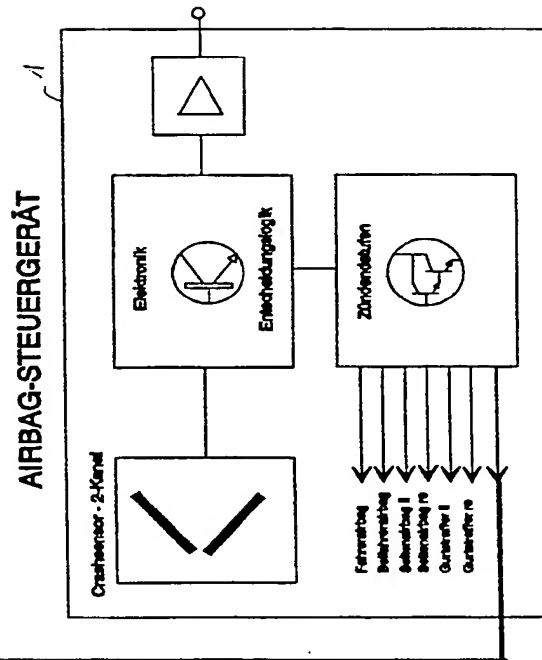 AIRBAG-STEUERGERÄT
1
Crashsensor - 2-Kanal
Elektronik
Entscheidungslogik
Zündendstufen
Fahrerairbag
Beifahrerairbag
Seitenairbag li
Seitenairbag re
Gurtstraffer li
Gurtstraffer re